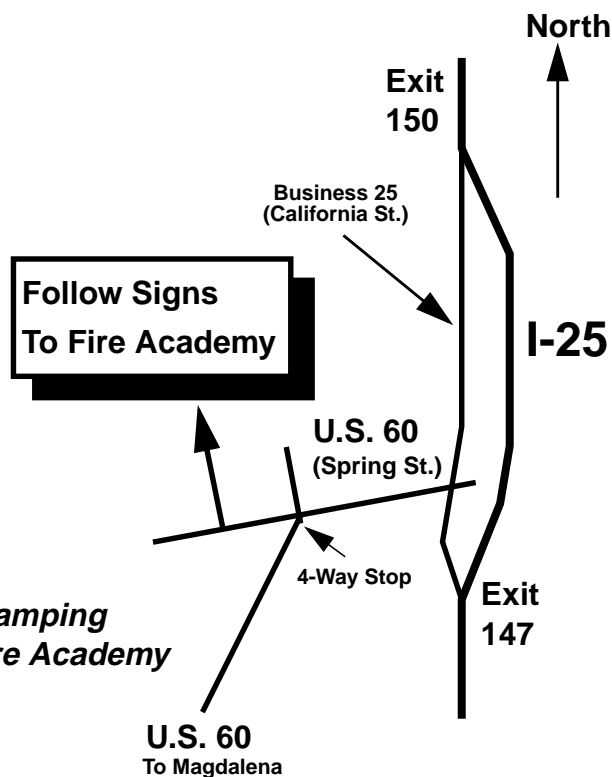 North
Exit
150
Business 25
(California St.)
Follow Signs
To Fire Academy
I-25
U.S. 60
(Spring St.)
4-Way Stop
Exit
147
Academy
U.S. 60
To Magdalena